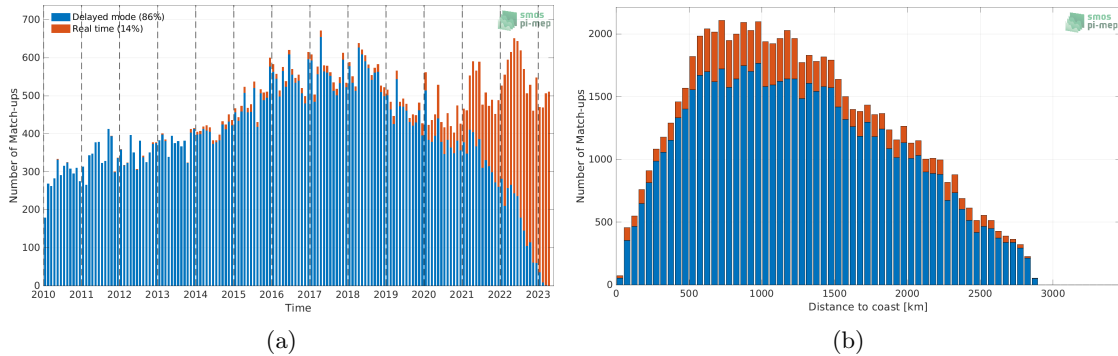 Delayed mode (86%)
Real time (14%)
smos
pi-mep
Number of Match-ups
700
600
500
400
300
200
100
0
2010 2011 2012 2013 2014 2015 2016 2017 2018 2019 2020 2021 2022 2023
Time
(a)
smos
pi-mep
Number of Match-ups
2000
1500
1000
500
0
0 500 1000 1500 2000 2500 3000
Distance to coast [km]
(b)